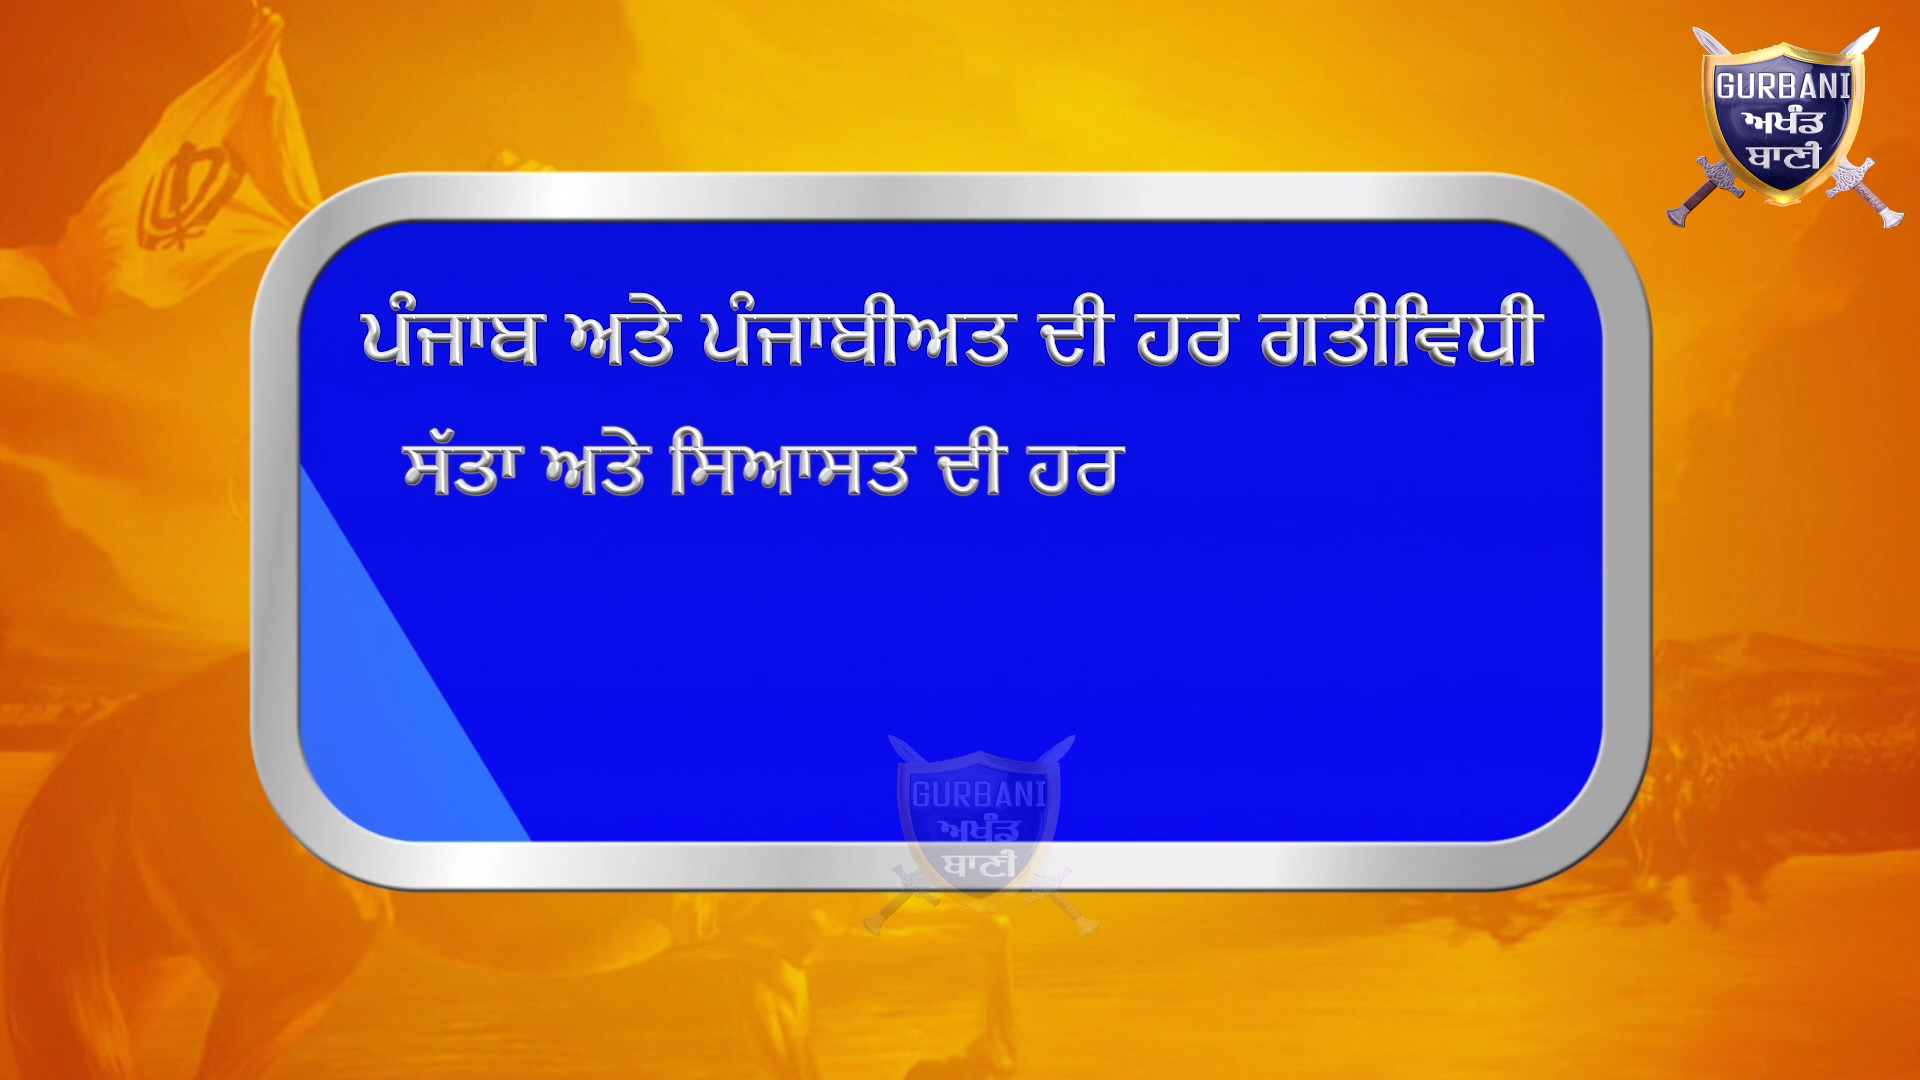 GURBANI
ਅਖੰਡ
ਬਾਣੀ
ਪੰਜਾਬ ਅਤੇ ਪੰਜਾਬੀਅਤ ਦੀ ਹਰ ਗਤੀਵਿਧੀ
ਸੱਤਾ ਅਤੇ ਸਿਆਸਤ ਦੀ ਹਰ
GURBANI
ਅਖੰਡ
ਬਾਣੀ